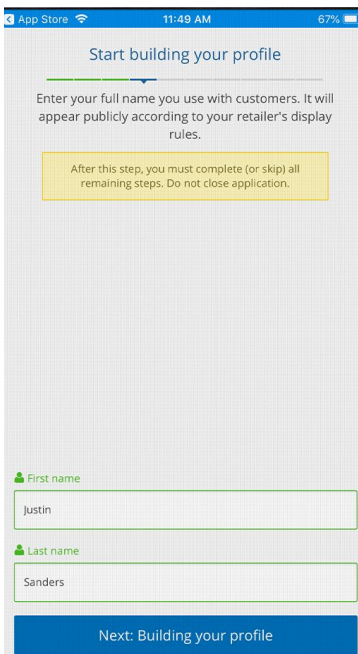 App Store 11:49 AM 67%
Start building your profile
Enter your full name you use with customers. It will
appear publicly according to your retailer's display
rules.
After this step, you must complete (or skip) all
remaining steps. Do not close application.
First name
Justin
Last name
Sanders
Next: Building your profile